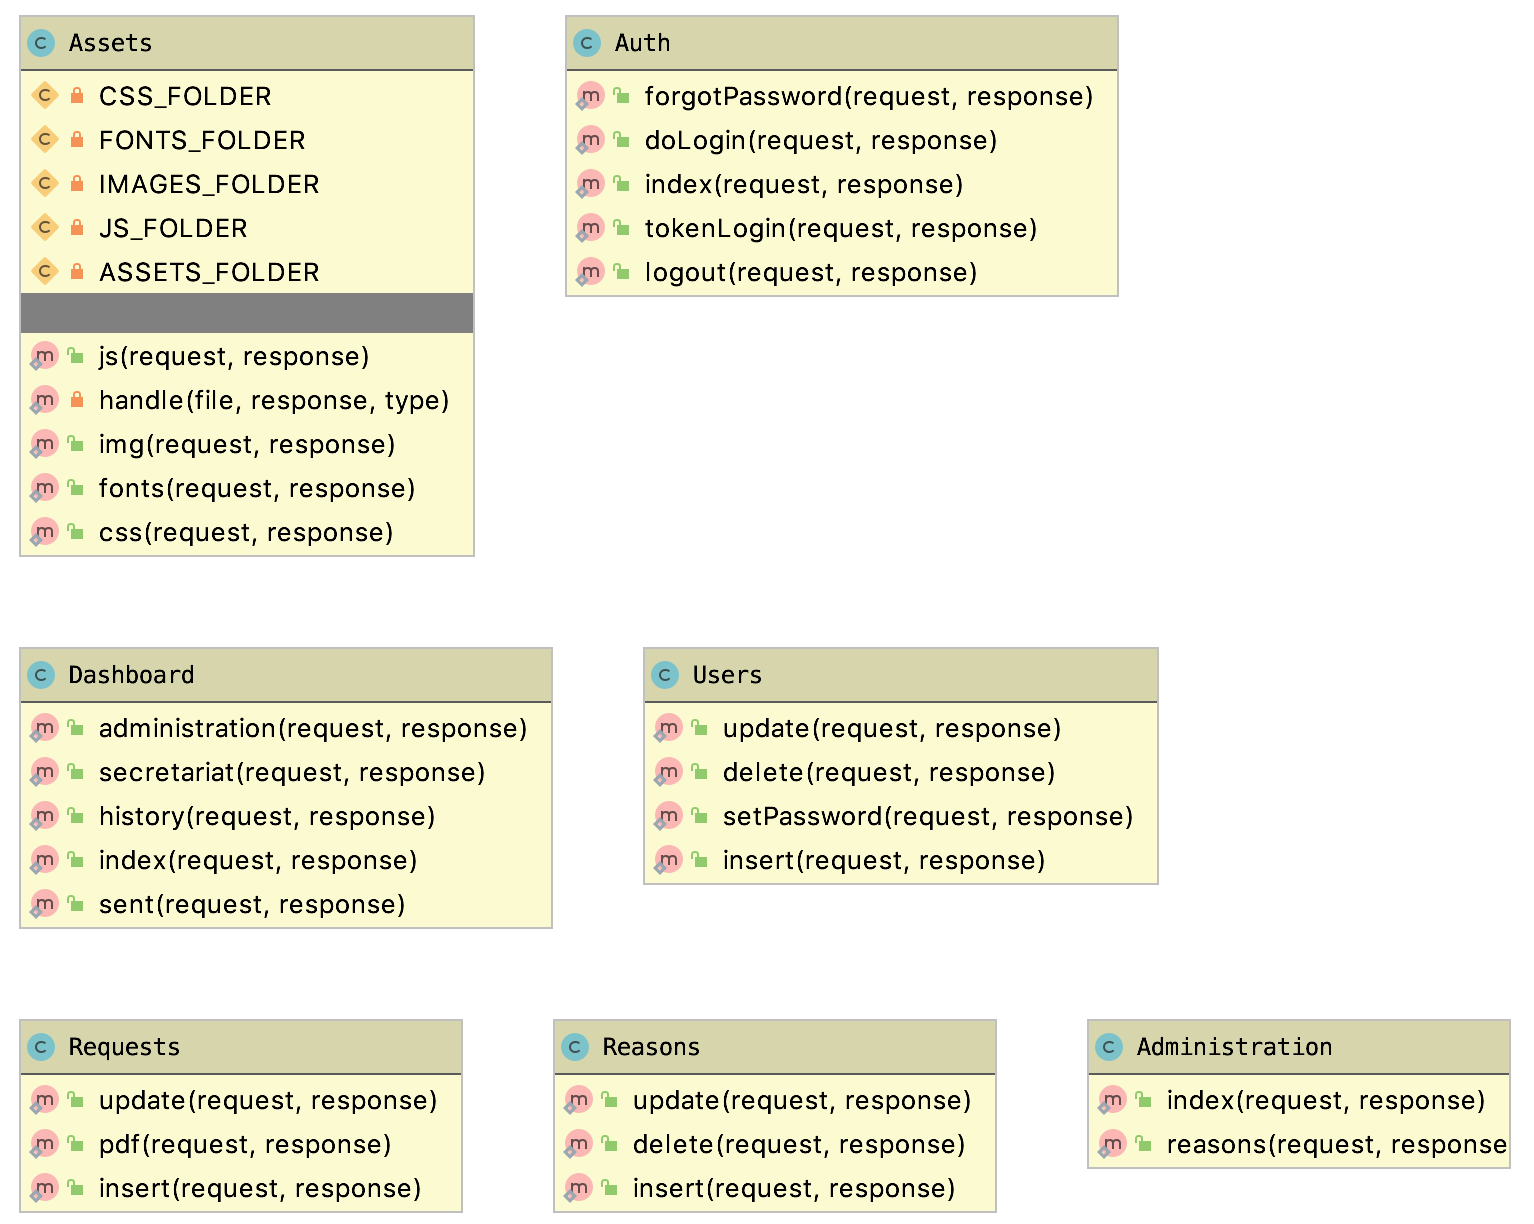 Assets
CSS_FOLDER
FONTS_FOLDER
IMAGES_FOLDER
JS_FOLDER
ASSETS_FOLDER
js(request, response)
handle(file, response, type)
img(request, response)
fonts(request, response)
css(request, response)
Auth
forgotPassword(request, response)
doLogin(request, response)
index(request, response)
tokenLogin(request, response)
logout(request, response)
Dashboard
administration(request, response)
secretariat(request, response)
history(request, response)
index(request, response)
sent(request, response)
Users
update(request, response)
delete(request, response)
setPassword(request, response)
insert(request, response)
Requests
update(request, response)
pdf(request, response)
insert(request, response)
Reasons
update(request, response)
delete(request, response)
insert(request, response)
Administration
index(request, response)
reasons(request, response